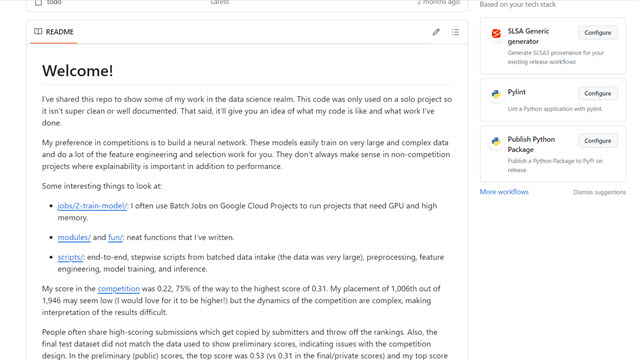 todo
Latest.
2 months ago
README
Welcome!
I've shared this repo to show some of my work in the data science realm. This code was only used on a solo project so
it isn't super clean or well documented. That said, it'll give you an idea of what my code is like and what work I've
done.
My preference in competitions is to build a neural network. These models easily train on very large and complex data
and do a lot of the feature engineering and selection work for you. They don't always make sense in non-competition
projects where explainability is important in addition to performance.
Some interesting things to look at:
• jobs/2-train-model/: I often use Batch Jobs on Google Cloud Projects to run projects that need GPU and high
memory.
• modules/ and fun/: neat functions that I've written.
• scripts/: end-to-end, stepwise scripts from batched data intake (the data was very large), preprocessing, feature
engineering, model training, and inference.
My score in the competition was 0.22, 75% of the way to the highest score of 0.31. My placement of 1,006th out of
1,946 may seem low (I would love for it to be higher!) but the dynamics of the competition are complex, making
interpretation of the results difficult.
People often share high-scoring submissions which get copied by submitters and throw off the rankings. Also, the
final test dataset did not match the data used to show preliminary scores, indicating issues with the competition
design. In the preliminary (public) scores, the top score was 0.53 (vs 0.31 in the final/private scores) and my top score
Based on your tech stack
SLSA Generic
generator
Configure
Generate SLSA3 provenance for your
existing release workflows
Pylint
Configure
Lint a Python application with pylint.
Publish Python
Package
Configure
Publish a Python Package to PyPI on
release.
More workflows
Dismiss suggestions